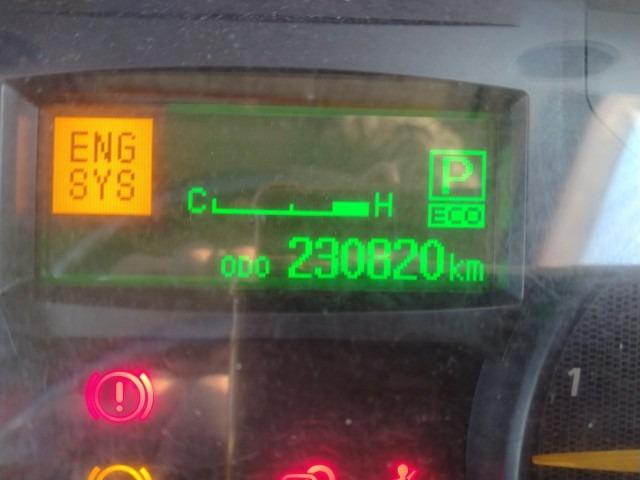 ENG
SYS
P
C H
ECO
ODO 230820km
!
1